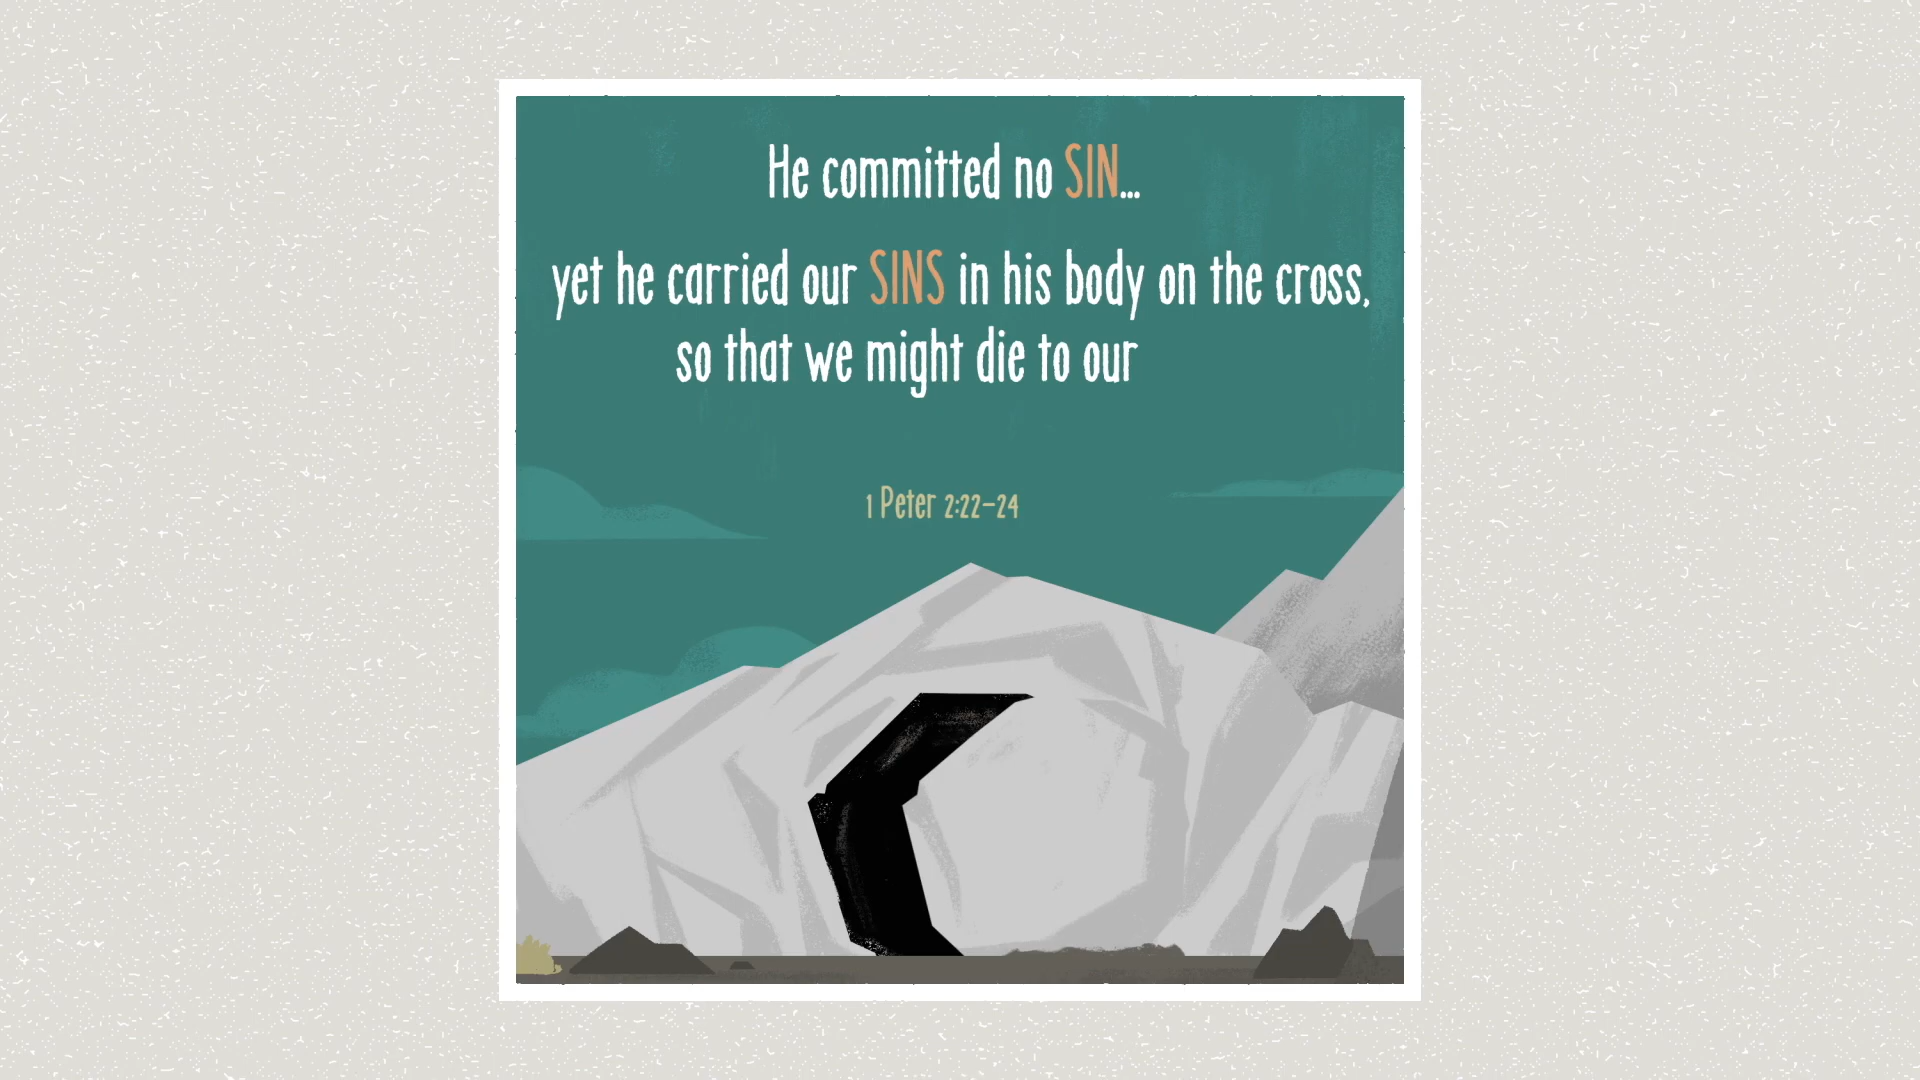 He committed no SIN...
yet he carried our SINS in his body on the cross,
so that we might die to our
1 Peter 2:22–24